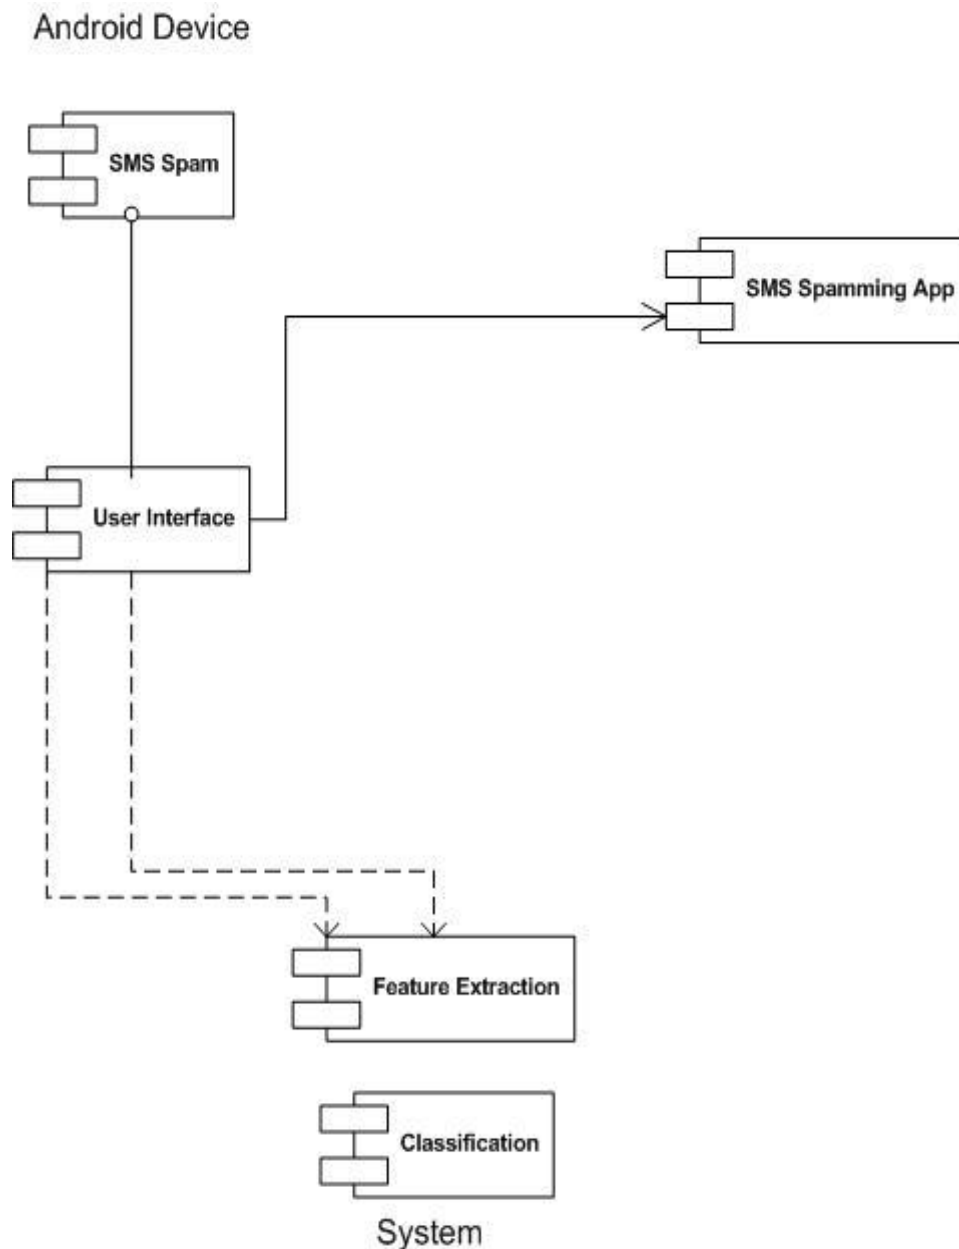 Android Device
SMS Spam
SMS Spamming App
User Interface
Feature Extraction
Classification
System